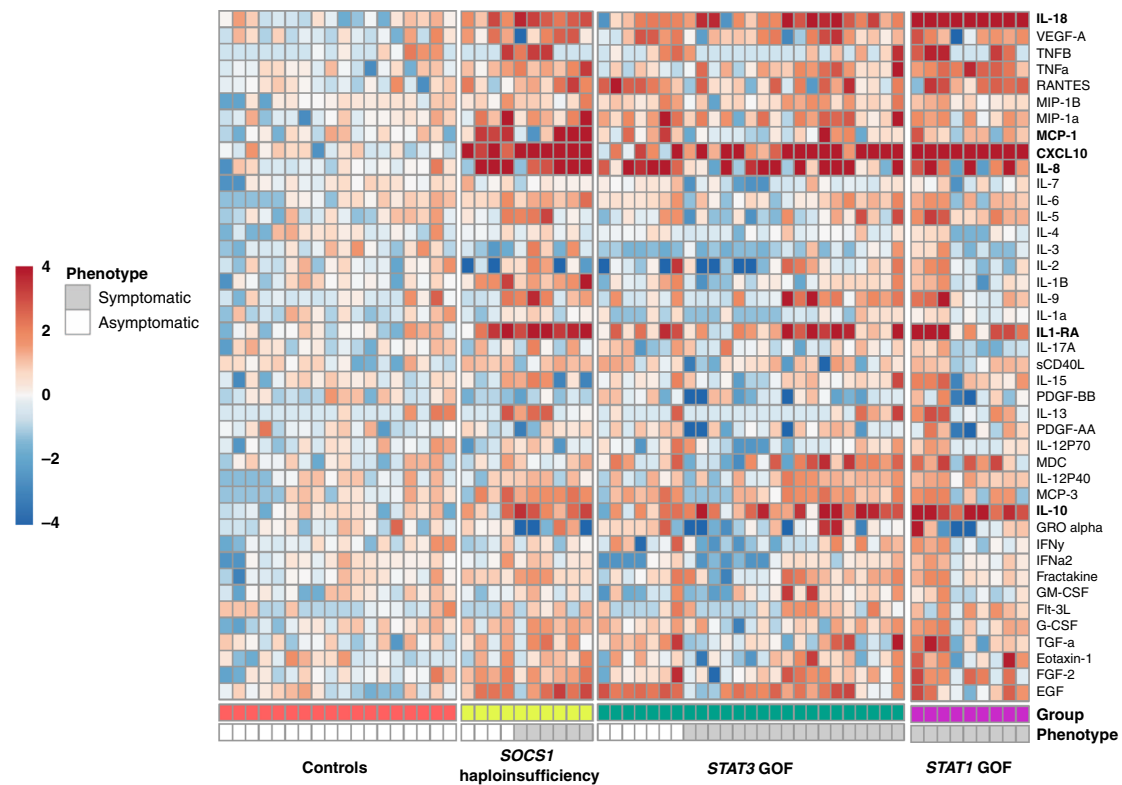 IL-18
VEGF-A
TNFB
TNFa
RANTES
MIP-1B
MIP-1a
MCP-1
CXCL10
IL-8
IL-7
IL-6
IL-5
IL-4
IL-3
IL-2
IL-1B
IL-9
IL-1a
IL1-RA
IL-17A
sCD40L
IL-15
PDGF-BB
IL-13
PDGF-AA
IL-12P70
MDC
IL-12P40
MCP-3
IL-10
GRO alpha
IFNy
IFNa2
Fractakine
GM-CSF
Flt-3L
G-CSF
TGF-a
Eotaxin-1
FGF-2
EGF
Group
Phenotype
4
2
0
−2
−4
Phenotype
Symptomatic
Asymptomatic
Controls
SOCS1
haploinsufficiency
STAT3 GOF
STAT1 GOF